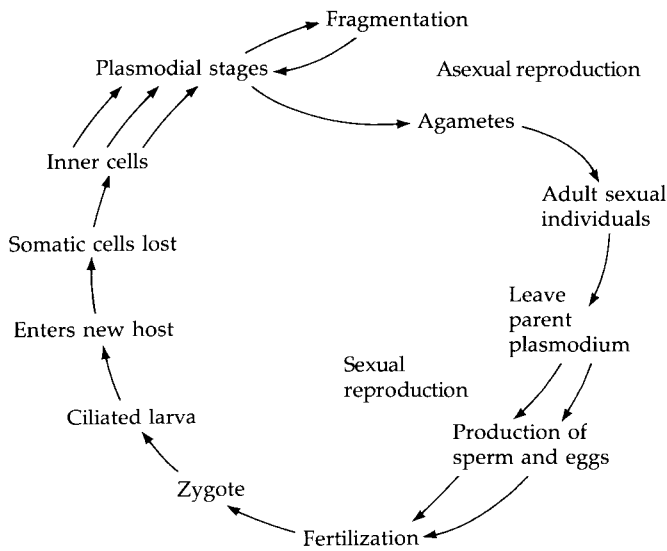 Fragmentation
Plasmodial stages
Asexual reproduction
Agametes
Inner cells
Adult sexual
individuals
Somatic cells lost
Leave
parent
plasmodium
Enters new host
Sexual
reproduction
Ciliated larva
Production of
sperm and eggs
Zygote
Fertilization